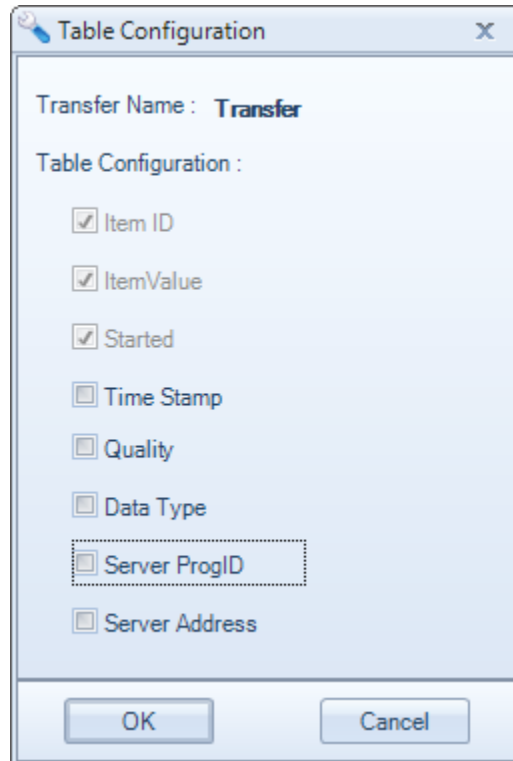 Table Configuration
Transfer Name : Transfer
Table Configuration :
Item ID
ItemValue
Started
Time Stamp
Quality
Data Type
Server ProgID
Server Address
OK Cancel